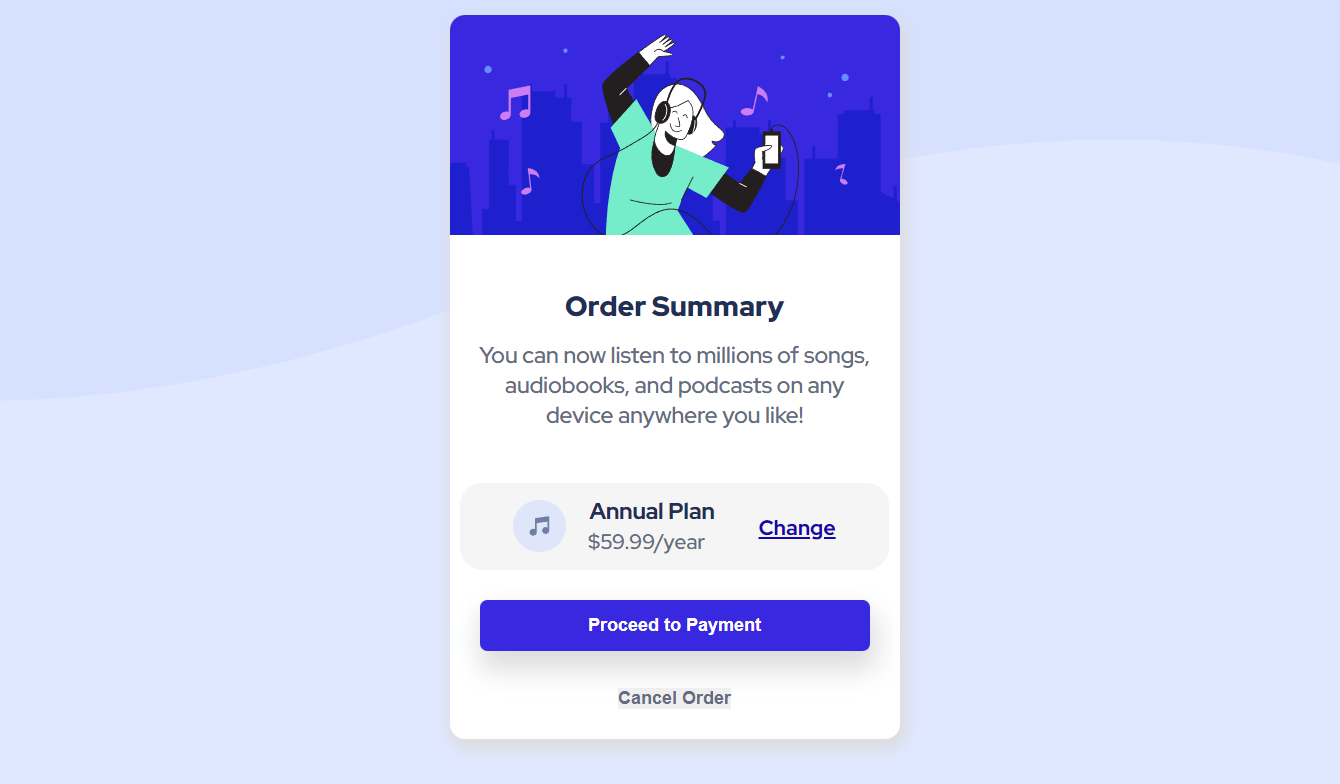 Order Summary
You can now listen to millions of songs,
audiobooks, and podcasts on any
device anywhere you like!
Annual Plan
$59.99/year
Change
Proceed to Payment
Cancel Order